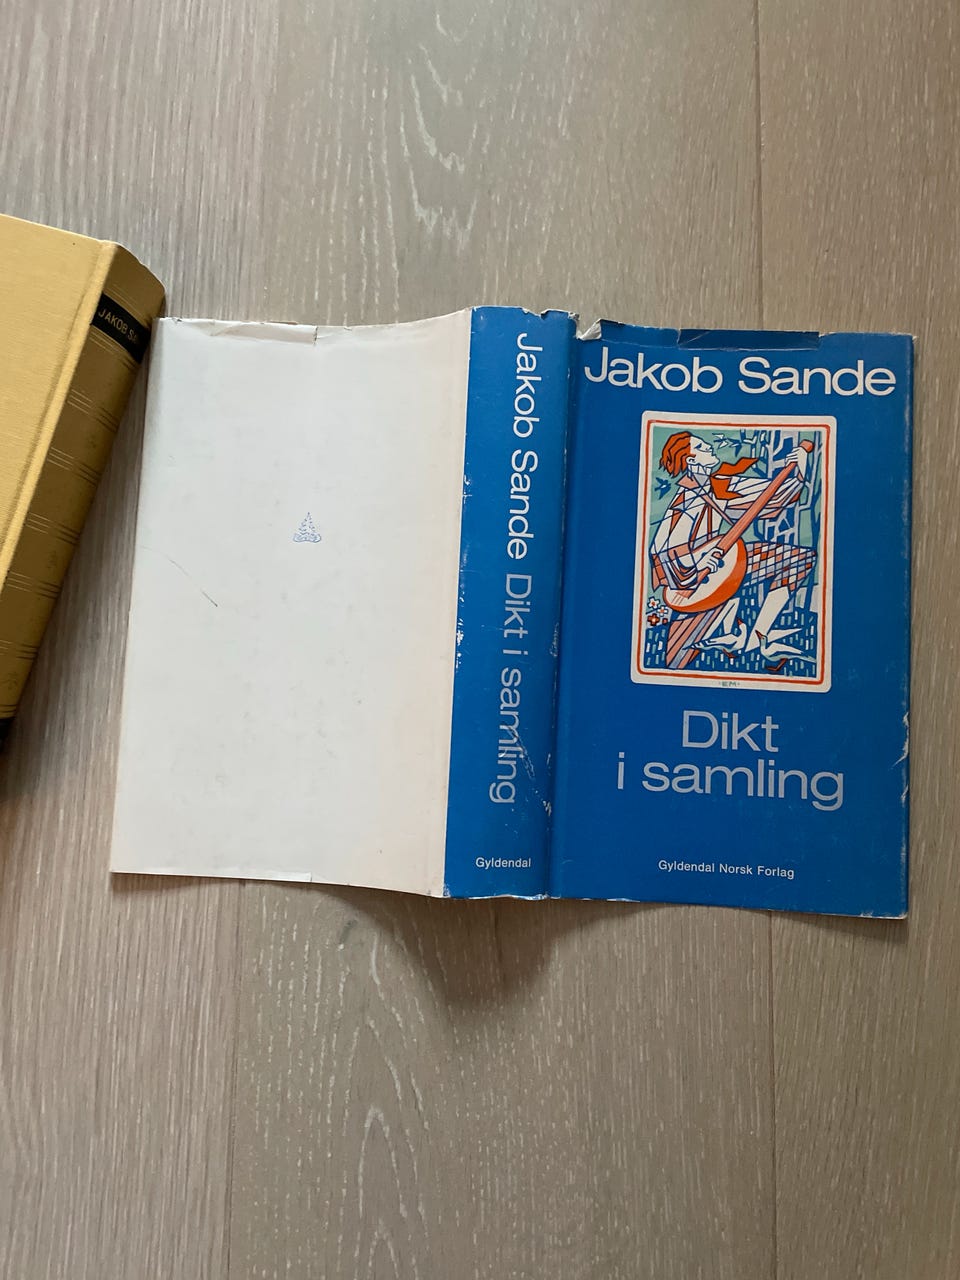 JAKOB SA
Jakob Sande Dikt i samling
Gyldendal
Jakob Sande
·EM·
Dikt
i samling
Gyldendal Norsk Forlag